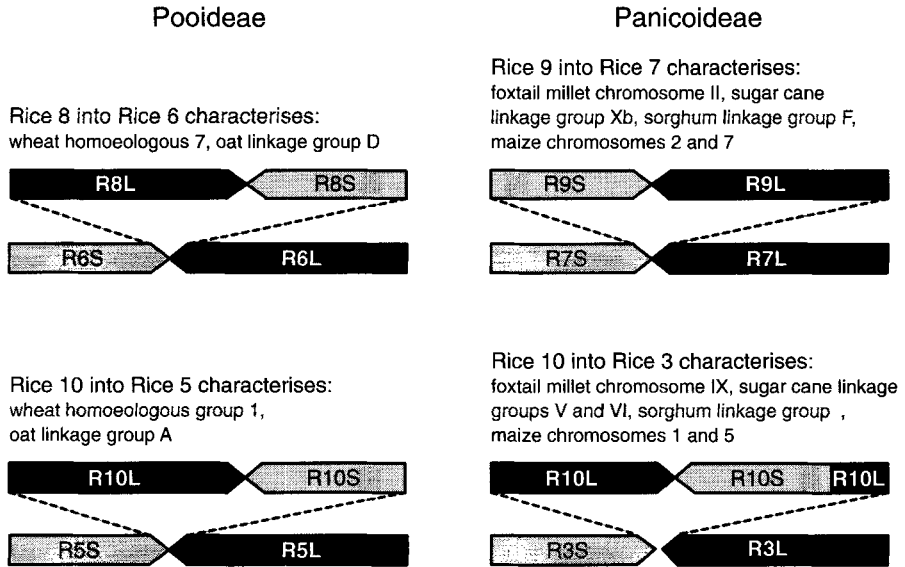 Pooideae
Rice 8 into Rice 6 characterises:
wheat homoeologous 7, oat linkage group D
R8L R8S
R6S R6L
Rice 10 into Rice 5 characterises:
wheat homoeologous group 1,
oat linkage group A
R10L R10S
R5S R5L
Panicoideae
Rice 9 into Rice 7 characterises:
foxtail millet chromosome II, sugar cane
linkage group Xb, sorghum linkage group F,
maize chromosomes 2 and 7
R9S R9L
R7S R7L
Rice 10 into Rice 3 characterises:
foxtail millet chromosome IX, sugar cane linkage
groups V and VI, sorghum linkage group ,
maize chromosomes 1 and 5
R10L R10S R10L
R3S R3L